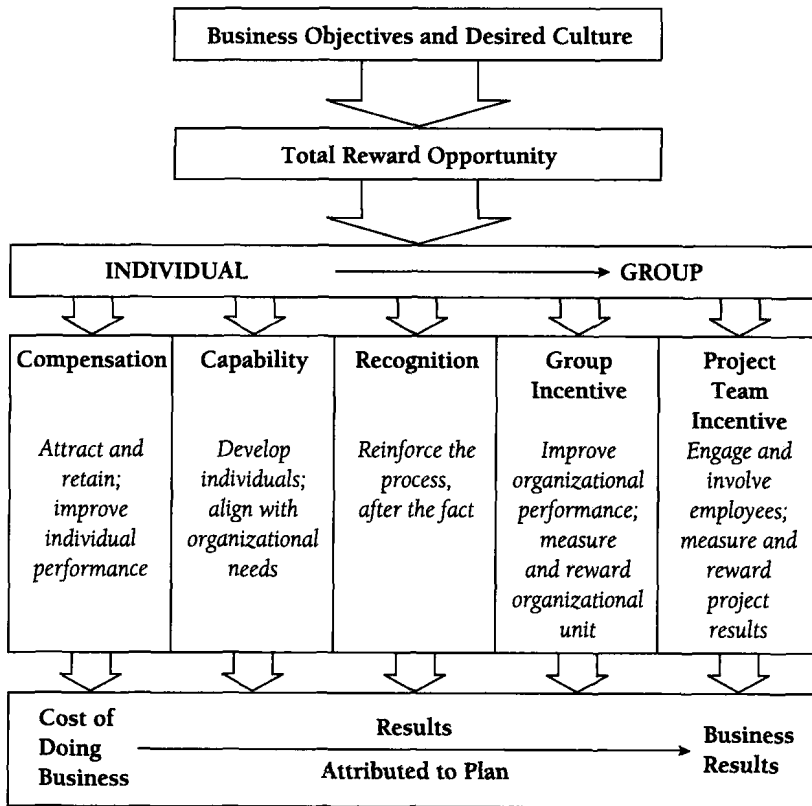 Business Objectives and Desired Culture
Total Reward Opportunity
INDIVIDUAL GROUP
Compensation
Attract and
retain;
improve
individual
performance
Capability
Develop
individuals;
align with
organizational
needs
Recognition
Reinforce the
process,
after the fact
Group
Incentive
Improve
organizational
performance;
measure
and reward
organizational
unit
Project
Team
Incentive
Engage and
involve
employees;
measure and
reward
project
results
Cost of
Doing
Business
Results
Attributed to Plan
Business
Results